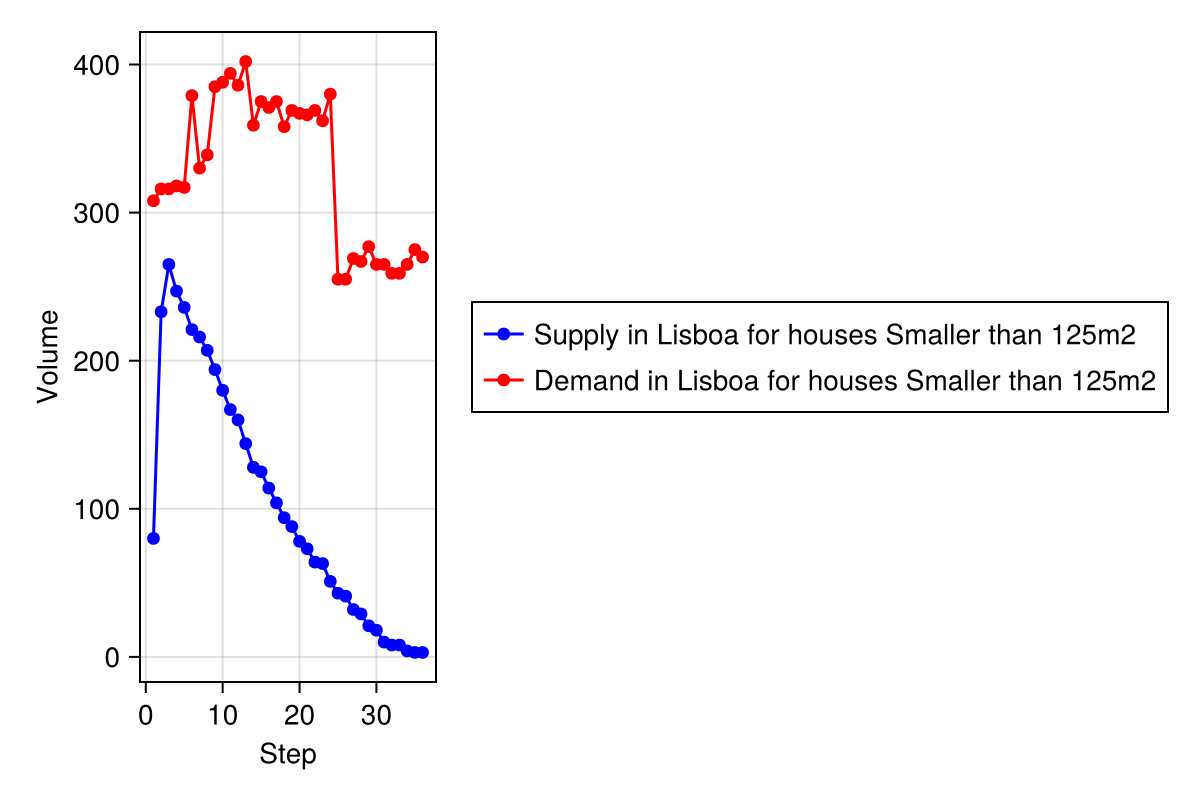 400
300
200
100
0
Volume
0 10 20 30
Step
Supply in Lisboa for houses Smaller than 125m2
Demand in Lisboa for houses Smaller than 125m2